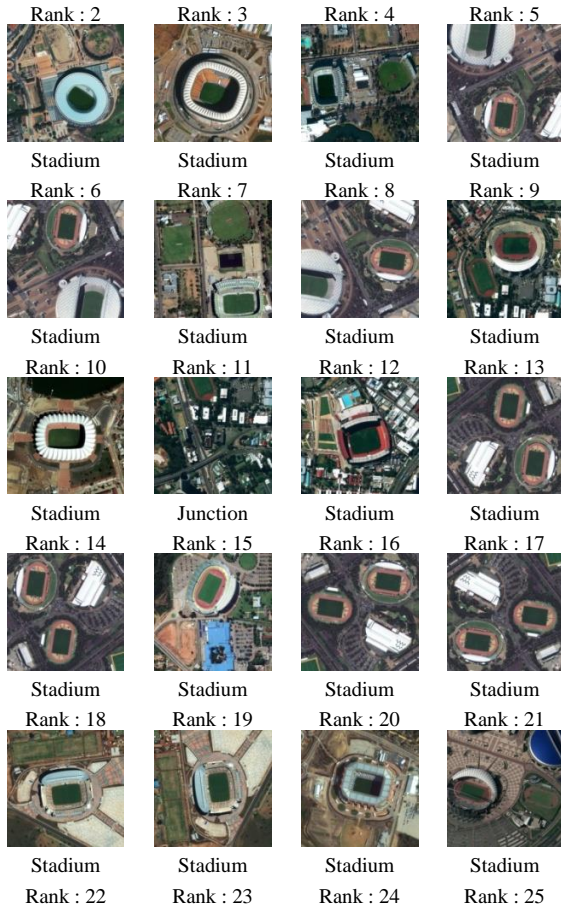 Rank : 2 Rank : 3 Rank : 4 Rank : 5
Stadium Stadium Stadium Stadium
Rank : 6 Rank : 7 Rank : 8 Rank : 9
Stadium Stadium Stadium Stadium
Rank : 10 Rank : 11 Rank : 12 Rank : 13
Stadium Junction Stadium Stadium
Rank : 14 Rank : 15 Rank : 16 Rank : 17
Stadium Stadium Stadium Stadium
Rank : 18 Rank : 19 Rank : 20 Rank : 21
Stadium Stadium Stadium Stadium
Rank : 22 Rank : 23 Rank : 24 Rank : 25